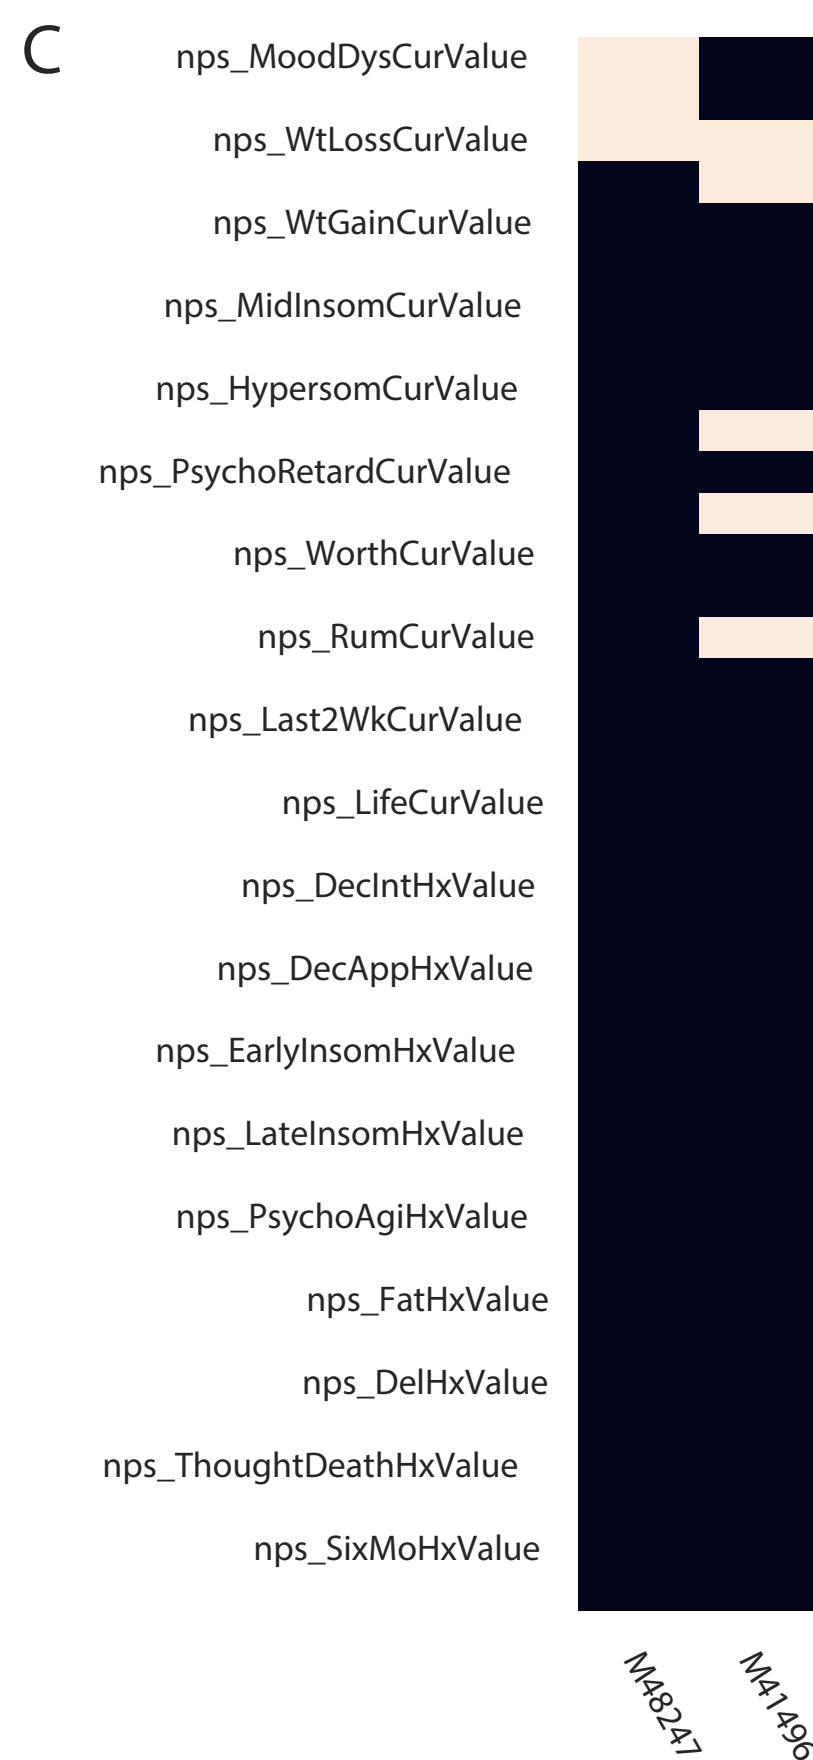 C
nps_MoodDysCurValue
nps_WtLossCurValue
nps_WtGainCurValue
nps_MidInsomCurValue
nps_HypersomCurValue
nps_PsychoRetardCurValue
nps_WorthCurValue
nps_RumCurValue
nps_Last2WkCurValue
nps_LifeCurValue
nps_DecIntHxValue
nps_DecAppHxValue
nps_EarlyInsomHxValue
nps_LateInsomHxValue
nps_PsychoAgiHxValue
nps_FatHxValue
nps_DelHxValue
nps_ThoughtDeathHxValue
nps_SixMoHxValue
M48247
M41496